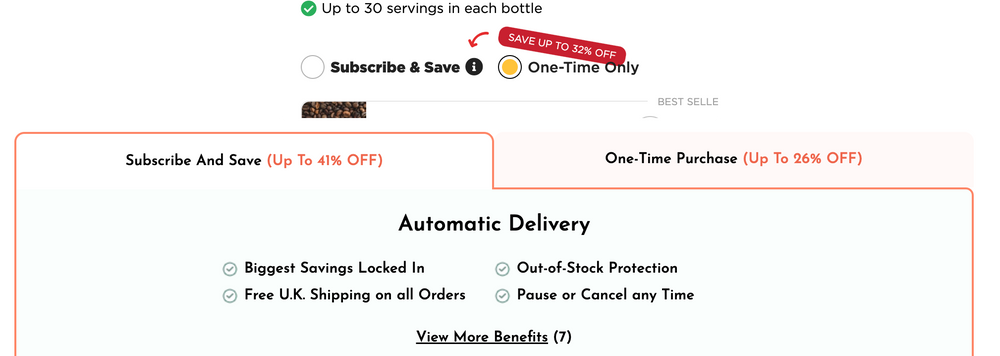 Up to 30 servings in each bottle
SAVE UP TO 32% OFF
Subscribe & Save i One-Time Only
BEST SELLE
Subscribe And Save (Up To 41% OFF)
One-Time Purchase (Up To 26% OFF)
Automatic Delivery
Biggest Savings Locked In
Out-of-Stock Protection
Free U.K. Shipping on all Orders
Pause or Cancel any Time
View More Benefits (7)